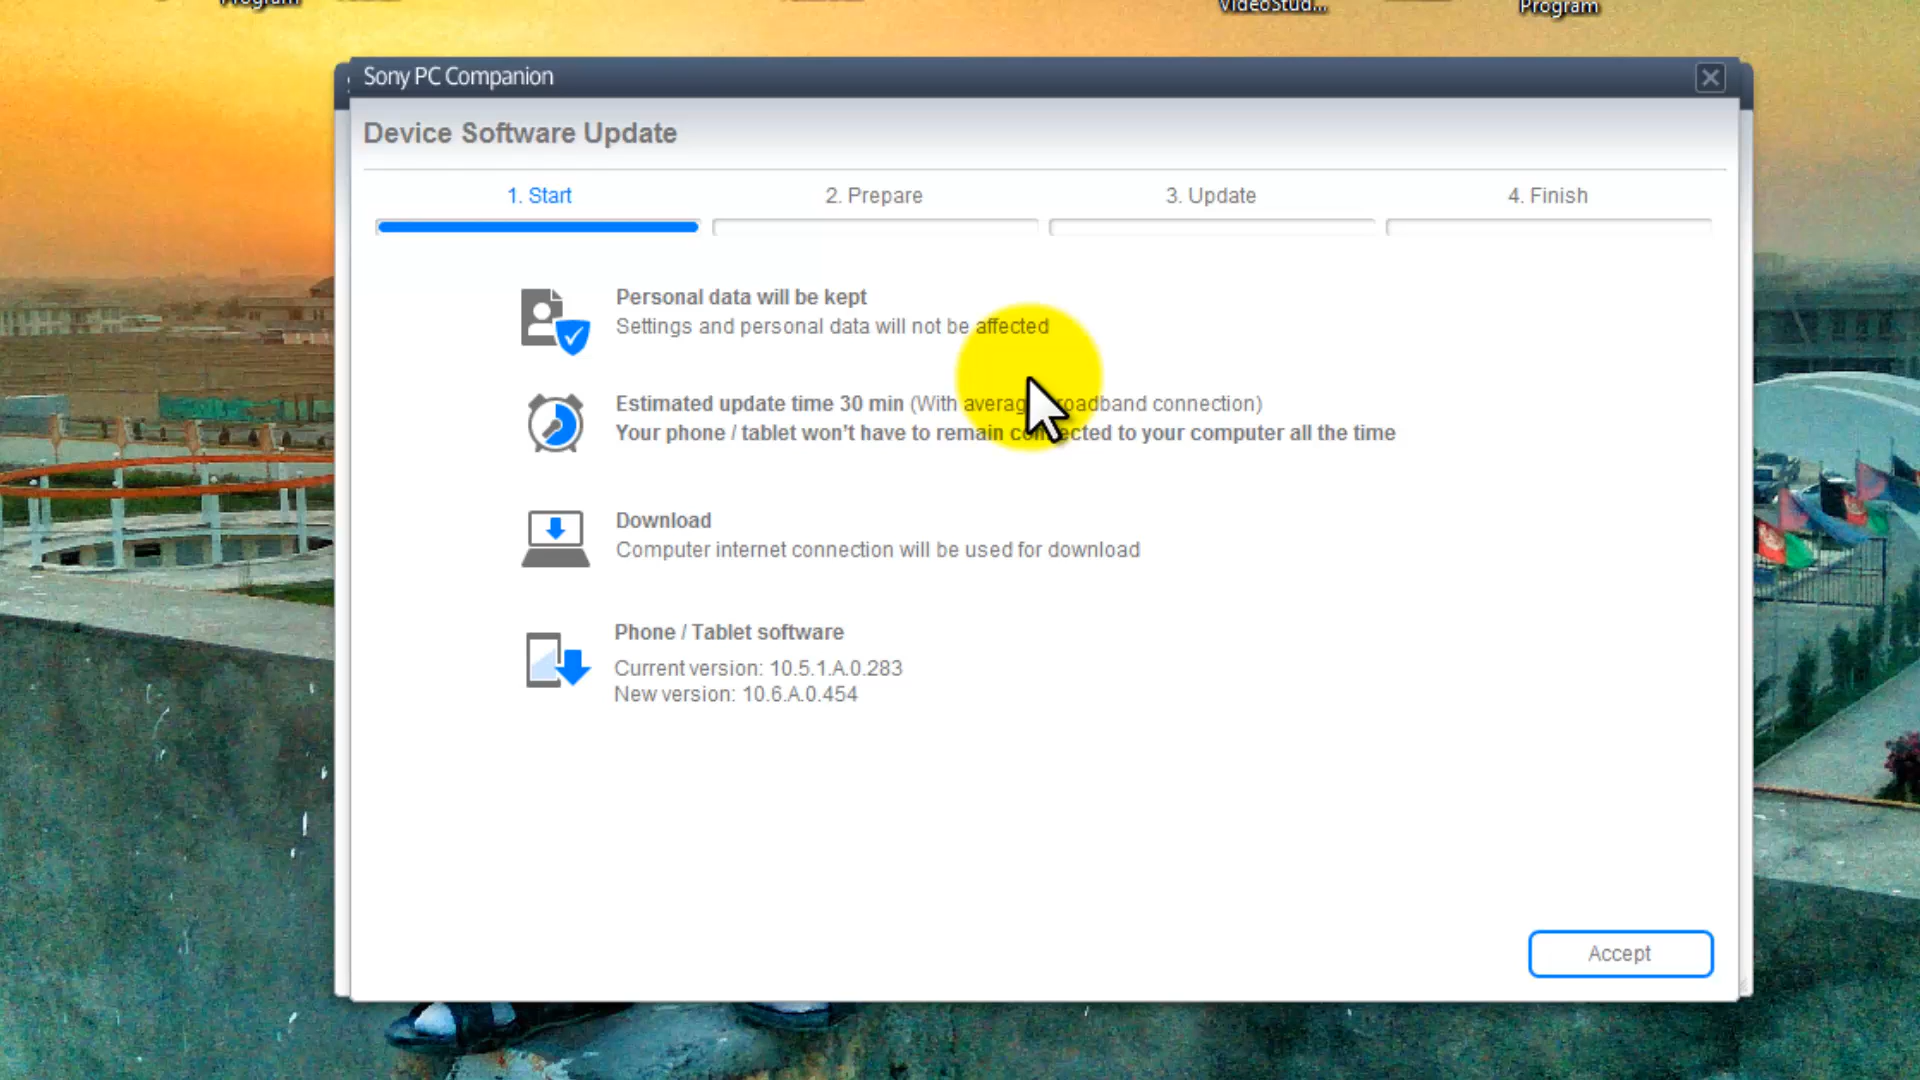 Program
VideoStud...
Program
Sony PC Companion
Device Software Update
1. Start
2. Prepare
3. Update
4. Finish
Personal data will be kept
Settings and personal data will not be affected
Estimated update time 30 min (With average broadband connection)
Your phone / tablet won't have to remain connected to your computer all the time
Download
Computer internet connection will be used for download
Phone / Tablet software
Current version: 10.5.1.A.0.283
New version: 10.6.A.0.454
Accept